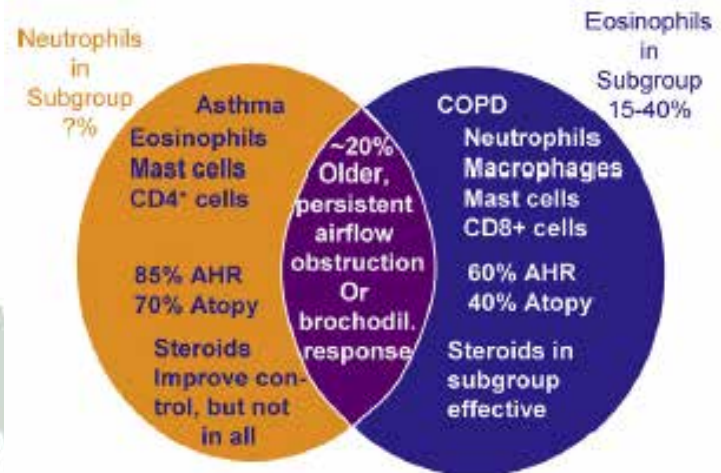 Neutrophils
in
Subgroup
?%
Eosinophils
in
Subgroup
15-40%
Asthma
Eosinophils
Mast cells
CD4⁺ cells
85% AHR
70% Atopy
Steroids
Improve con-
trol, but not
in all
~20%
Older,
persistent
airflow
obstruction
Or
brochodil.
response
COPD
Neutrophils
Macrophages
Mast cells
CD8+ cells
60% AHR
40% Atopy
Steroids in
subgroup
effective